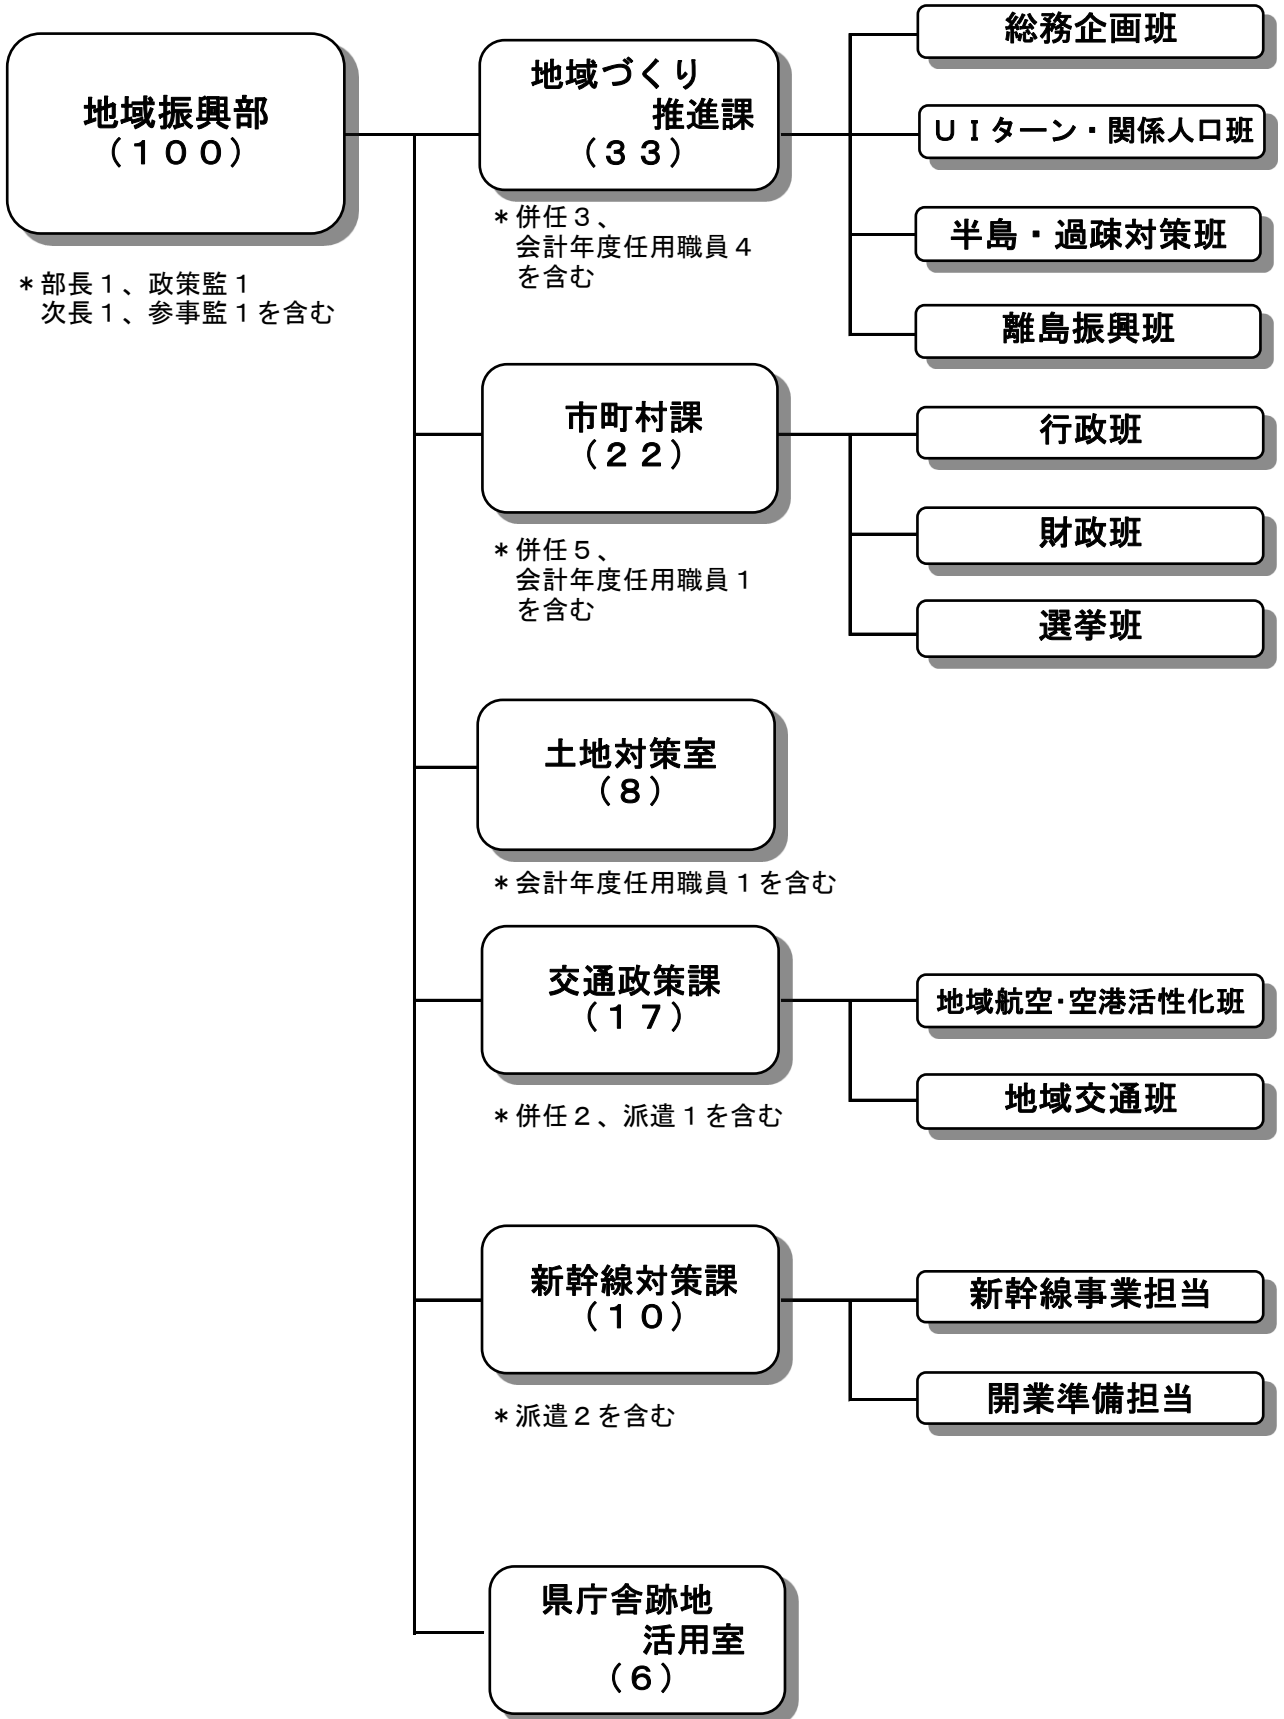 地域振興部
（１００）
＊部長１、政策監１
次長１、参事監１を含む
地域づくり
推進課
（３３）
＊併任３、
会計年度任用職員４
を含む
総務企画班
ＵＩターン・関係人口班
半島・過疎対策班
離島振興班
市町村課
（２２）
＊併任５、
会計年度任用職員１
を含む
行政班
財政班
選挙班
土地対策室
（８）
＊会計年度任用職員１を含む
交通政策課
（１７）
＊併任２、派遣１を含む
地域航空･空港活性化班
地域交通班
新幹線対策課
（１０）
＊派遣２を含む
新幹線事業担当
開業準備担当
県庁舎跡地
活用室
（６）